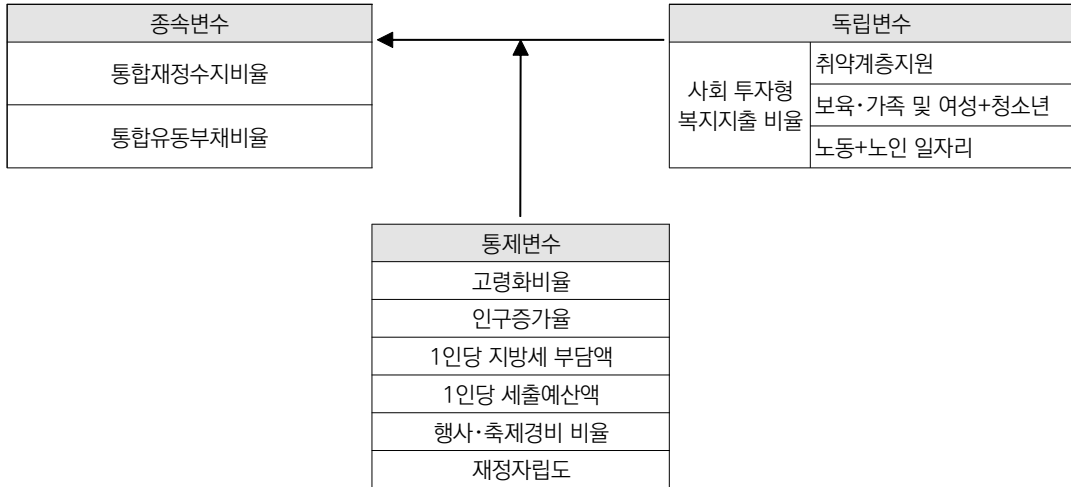 종속변수
통합재정수지비율
통합유동부채비율
독립변수
사회 투자형
복지지출 비율
취약계층지원
보육·가족 및 여성+청소년
노동+노인 일자리
통제변수
고령화비율
인구증가율
1인당 지방세 부담액
1인당 세출예산액
행사·축제경비 비율
재정자립도